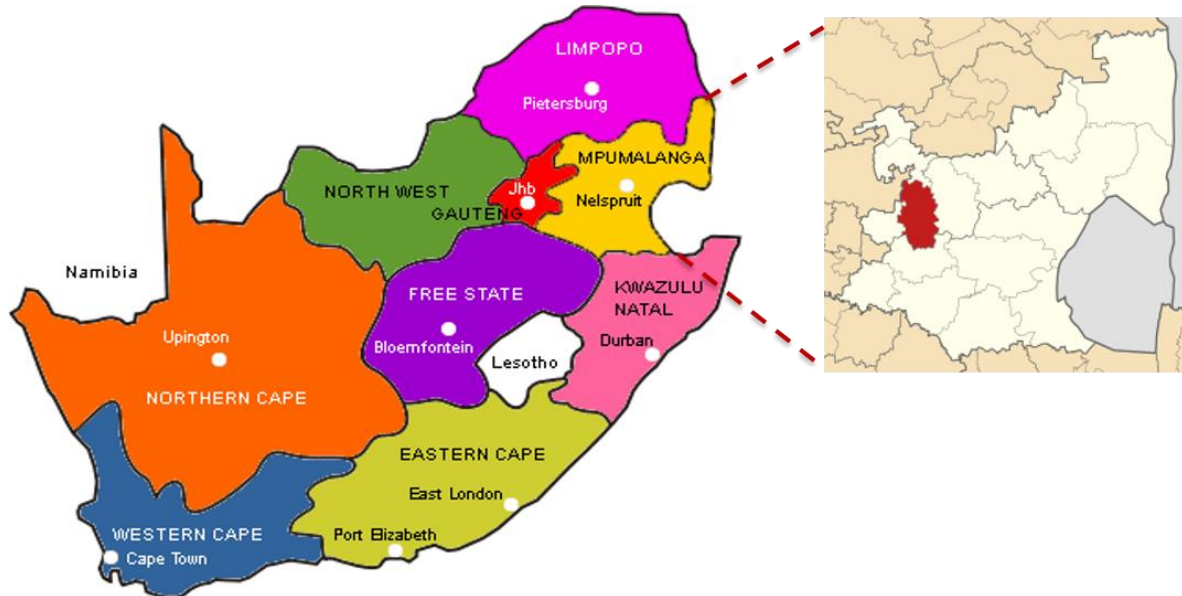 LIMPOPO
Pietersburg
MPUMALANGA
Nelspruit
NORTH WEST
Jhb
GAUTENG
Namibia
FREE STATE
Bloemfontein
KWAZULU
NATAL
Durban
Upington
Lesotho
NORTHERN CAPE
EASTERN CAPE
East London
Port Elizabeth
WESTERN CAPE
Cape Town